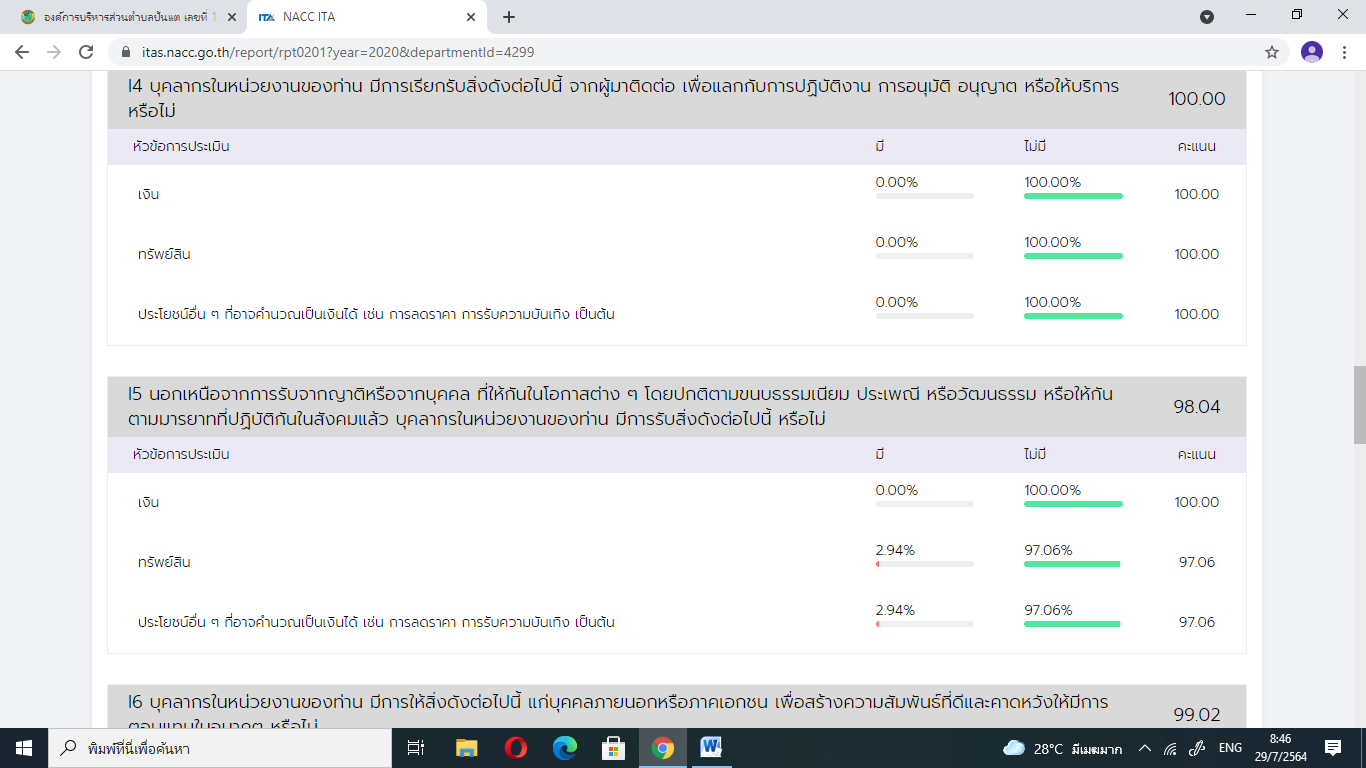 องค์การบริหารส่วนตำบลปันแต เลขที่
NACC ITA
itas.nacc.go.th/report/rpt0201?year=2020&departmentId=4299
I4 บุคลากรในหน่วยงานของท่าน มีการเรียกรับสิ่งดังต่อไปนี้ จากผู้มาติดต่อ เพื่อแลกกับการปฏิบัติงาน การอนุมัติ อนุญาต หรือให้บริการ
หรือไม่
100.00
หัวข้อการประเมิน มี ไม่มี คะแนน
เงิน 0.00% 100.00% 100.00
ทรัพย์สิน 0.00% 100.00% 100.00
ประโยชน์อื่น ๆ ที่อาจคำนวณเป็นเงินได้ เช่น การลดราคา การรับความบันเทิง เป็นต้น 0.00% 100.00% 100.00
I5 นอกเหนือจากการรับจากญาติหรือจากบุคคล ที่ให้กันในโอกาสต่าง ๆ โดยปกติตามขนบธรรมเนียม ประเพณี หรือวัฒนธรรม หรือให้กัน
ตามมารยาทที่ปฏิบัติกันในสังคมแล้ว บุคลากรในหน่วยงานของท่าน มีการรับสิ่งดังต่อไปนี้ หรือไม่
98.04
หัวข้อการประเมิน มี ไม่มี คะแนน
เงิน 0.00% 100.00% 100.00
ทรัพย์สิน 2.94% 97.06% 97.06
ประโยชน์อื่น ๆ ที่อาจคำนวณเป็นเงินได้ เช่น การลดราคา การรับความบันเทิง เป็นต้น 2.94% 97.06% 97.06
I6 บุคลากรในหน่วยงานของท่าน มีการให้สิ่งดังต่อไปนี้ แก่บุคคลภายนอกหรือภาคเอกชน เพื่อสร้างความสัมพันธ์ที่ดีและคาดหวังให้มีการ
ตอบแทนในอนาคต หรือไม่
99.02
พิมพ์ที่นี่เพื่อค้นหา
28°C มีเมฆมาก
ENG
8:46
29/7/2564